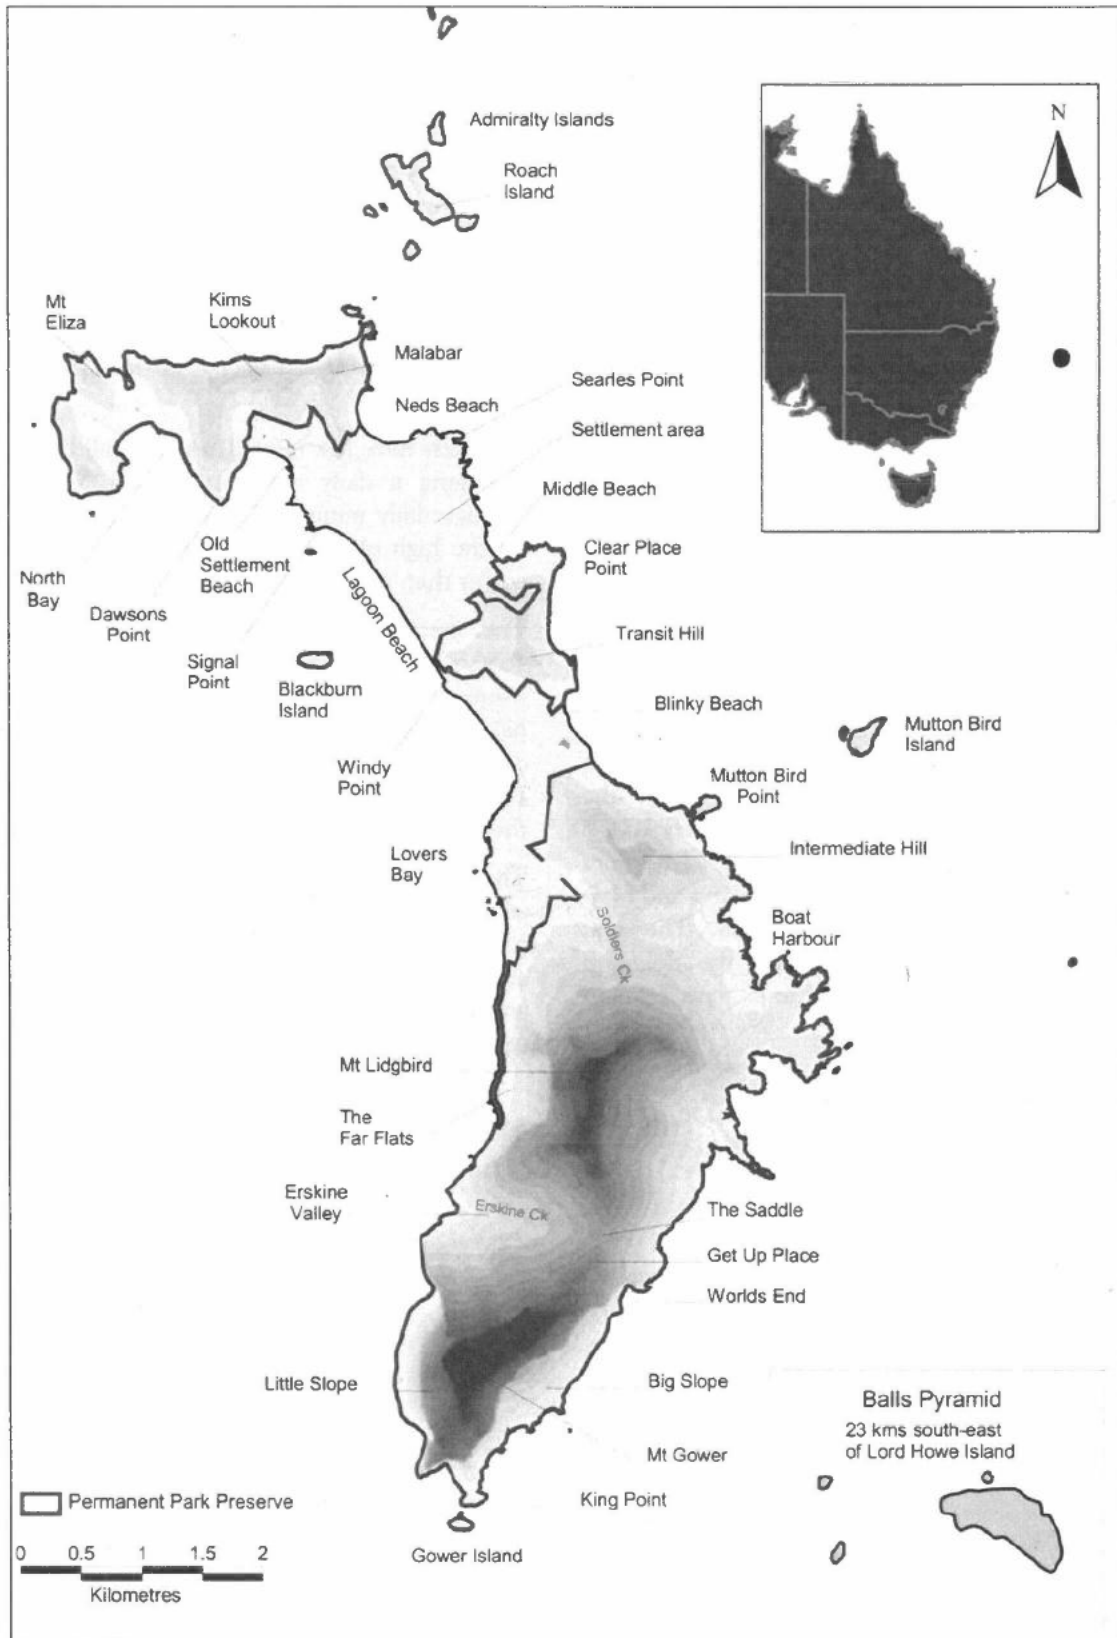 Admiralty Islands
Roach
Island
N
Mt
Eliza
Kims
Lookout
Malabar
Searles Point
Neds Beach
Settlement area
Middle Beach
Old
Settlement
Beach
Clear Place
Point
North
Bay
Dawsons
Point
Lagoon Beach
Transit Hill
Signal
Point
Blackburn
Island
Blinky Beach
Mutton Bird
Island
Windy
Point
Mutton Bird
Point
Lovers
Bay
Intermediate Hill
Soldiers Ck
Boat
Harbour
Mt Lidgbird
The
Far Flats
Erskine
Valley
Erskine Ck
The Saddle
Get Up Place
Worlds End
Little Slope
Big Slope
Balls Pyramid
23 kms south-east
of Lord Howe Island
Mt Gower
King Point
Permanent Park Preserve
Gower Island
0 0.5 1 1.5 2
Kilometres